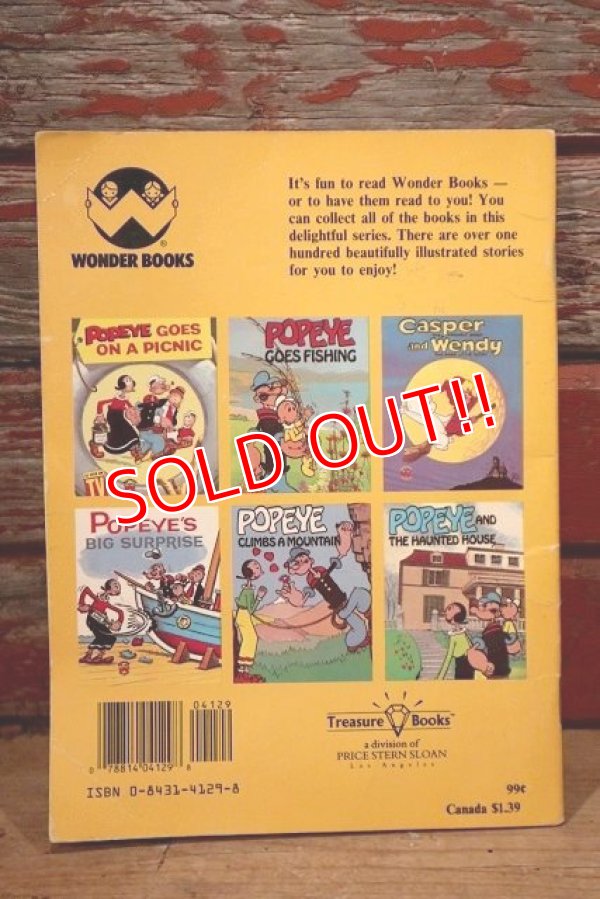 WONDER BOOKS
®
It's fun to read Wonder Books —
or to have them read to you! You
can collect all of the books in this
delightful series. There are over one
hundred beautifully illustrated stories
for you to enjoy!
POPEYE GOES
ON A PICNIC
TV
POPEYE
GOES FISHING
Casper
and Wendy
SOLD OUT!!
POPEYE'S
BIG SURPRISE
POPEYE
CLIMBS A MOUNTAIN
POPEYE AND
THE HAUNTED HOUSE
04129
0 78814 04129 8
ISBN 0-8431-4129-8
Treasure Books™
a division of
PRICE STERN SLOAN
Los Angeles
99¢
Canada $1.39